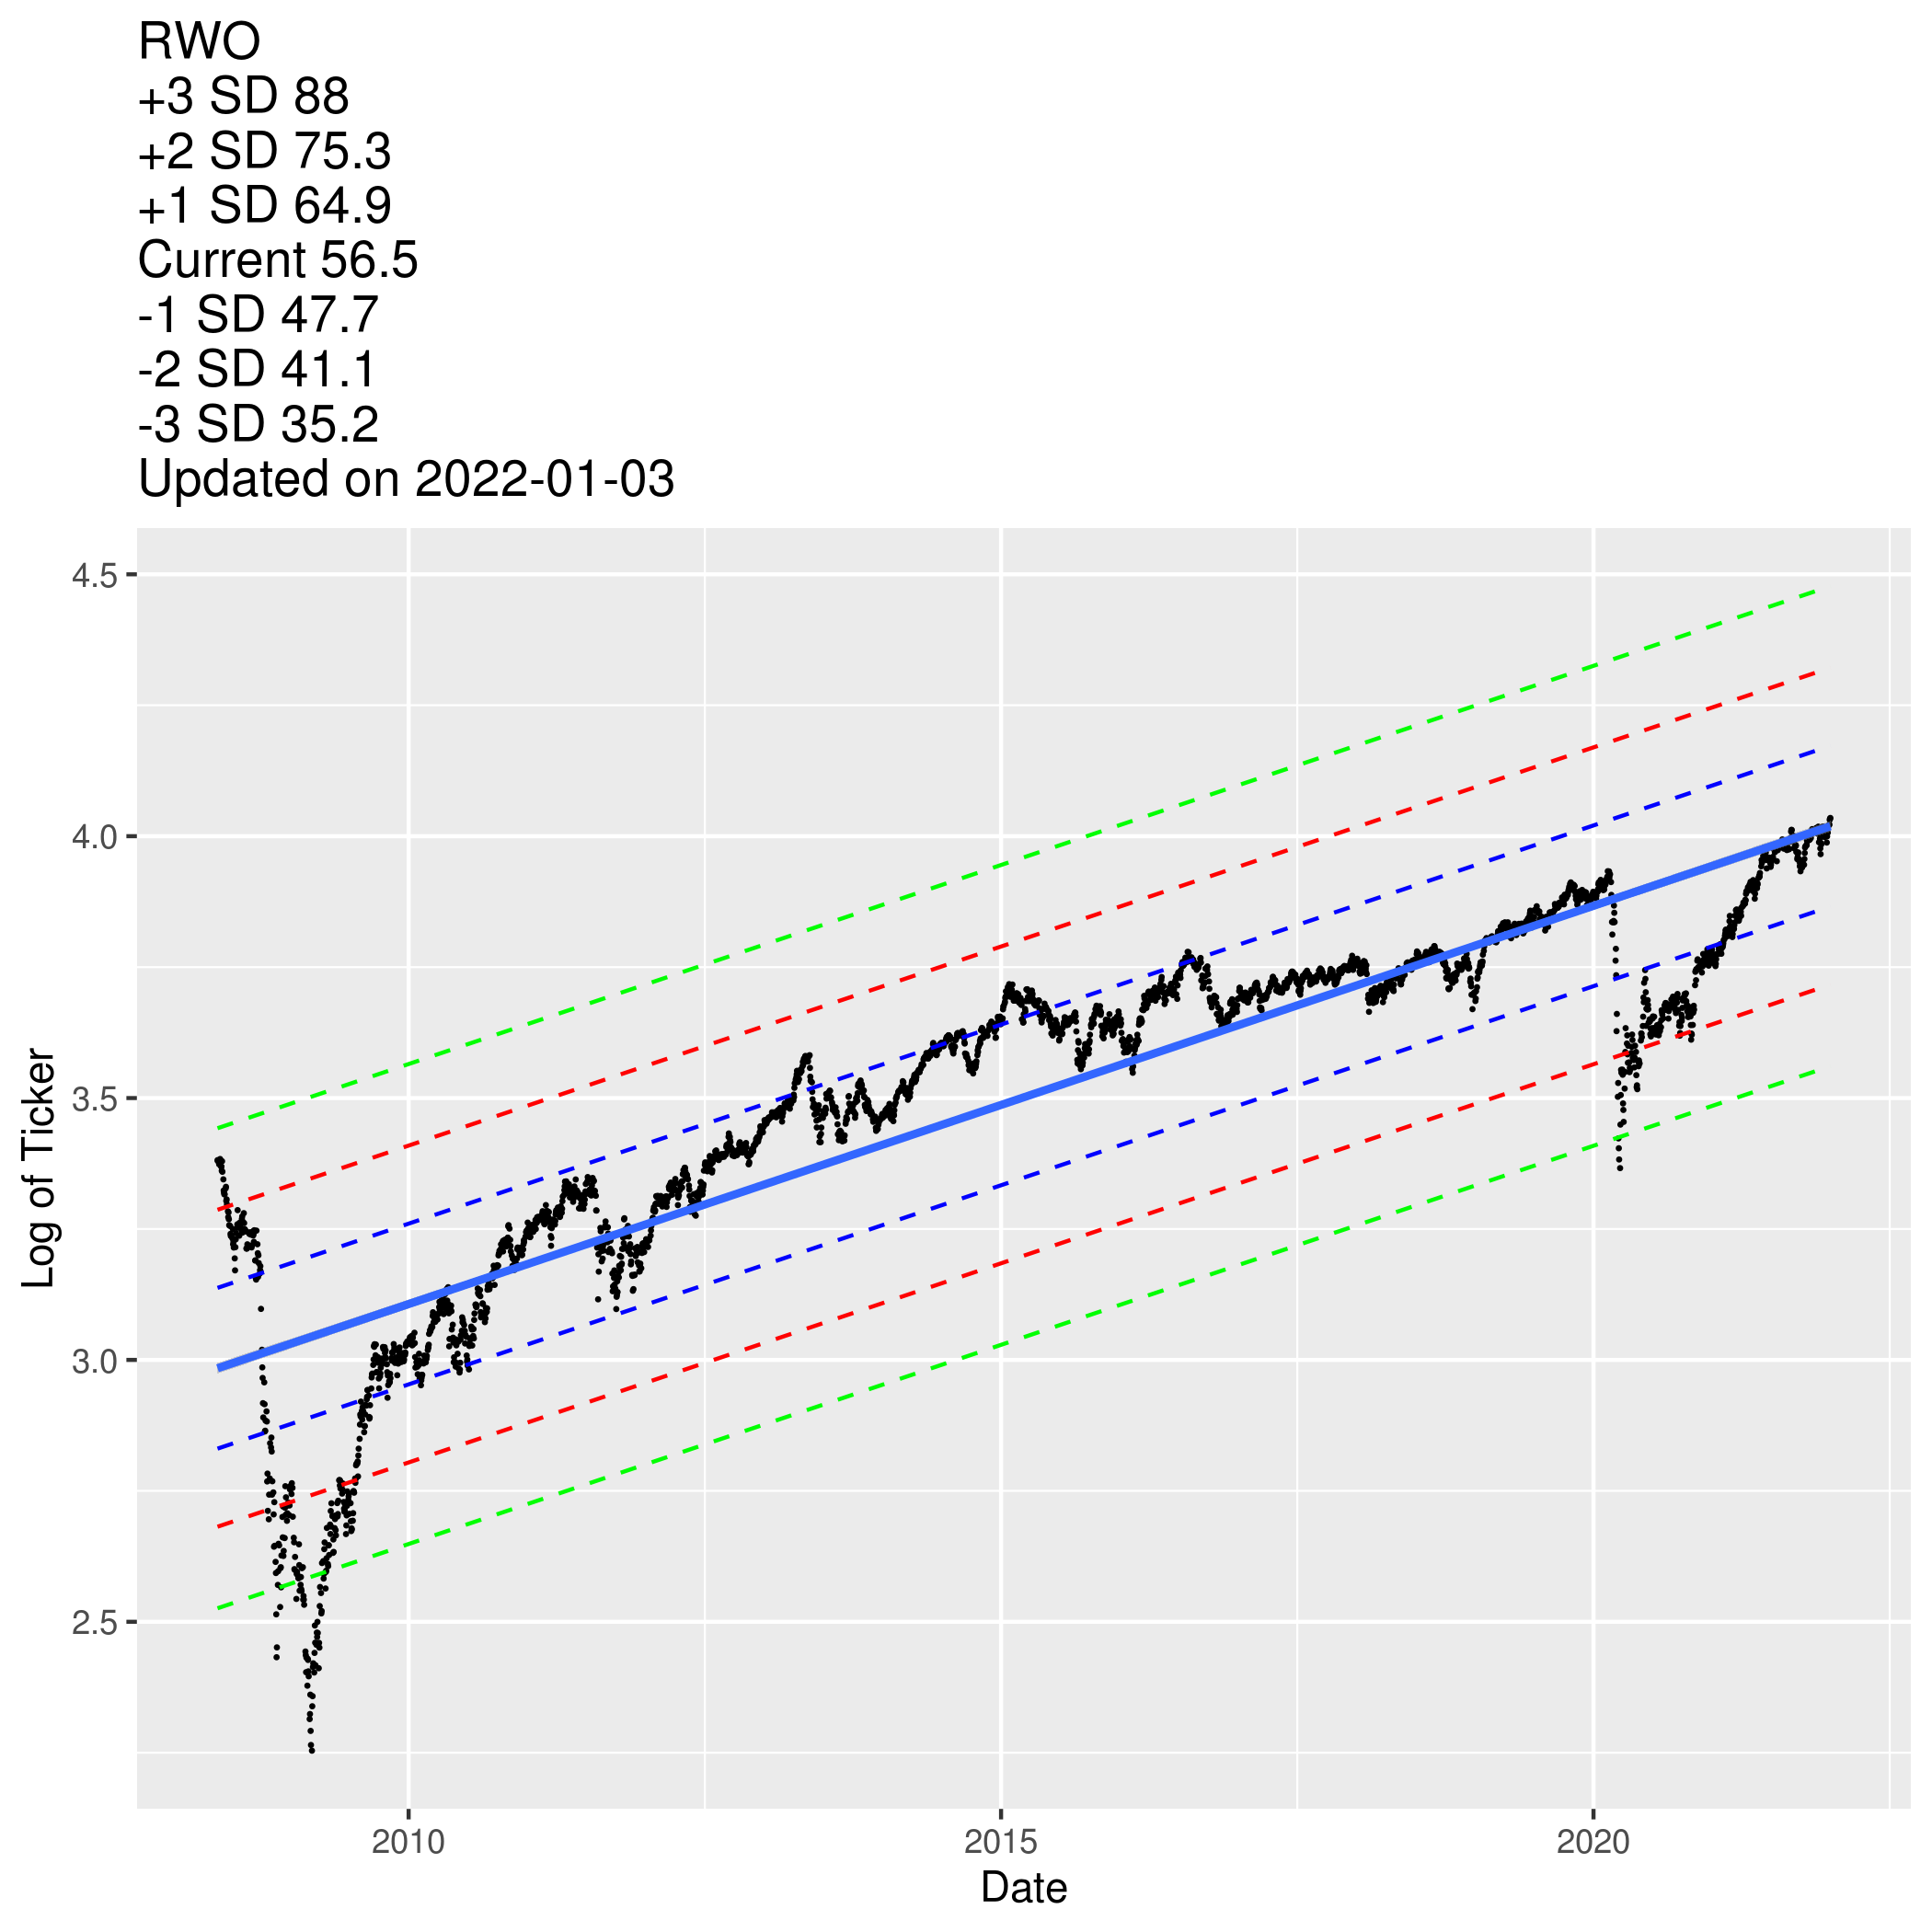 RWO
+3 SD 88
+2 SD 75.3
+1 SD 64.9
Current 56.5
-1 SD 47.7
-2 SD 41.1
-3 SD 35.2
Updated on 2022-01-03
4.5
4.0
3.5
3.0
2.5
Log of Ticker
2010
2015
2020
Date